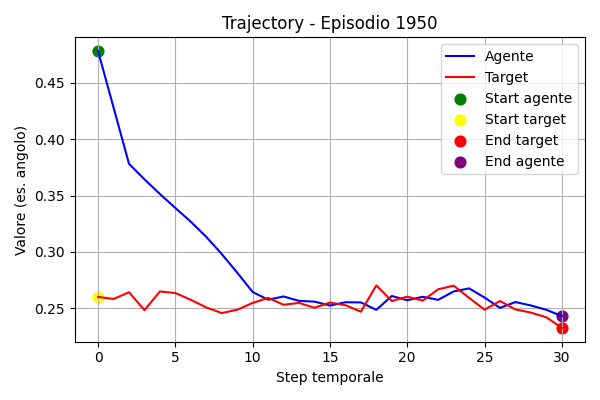 Trajectory - Episodio 1950
Valore (es. angolo)
0.45
0.40
0.35
0.30
0.25
0
5
10
15
20
25
30
Step temporale
Agente
Target
Start agente
Start target
End target
End agente